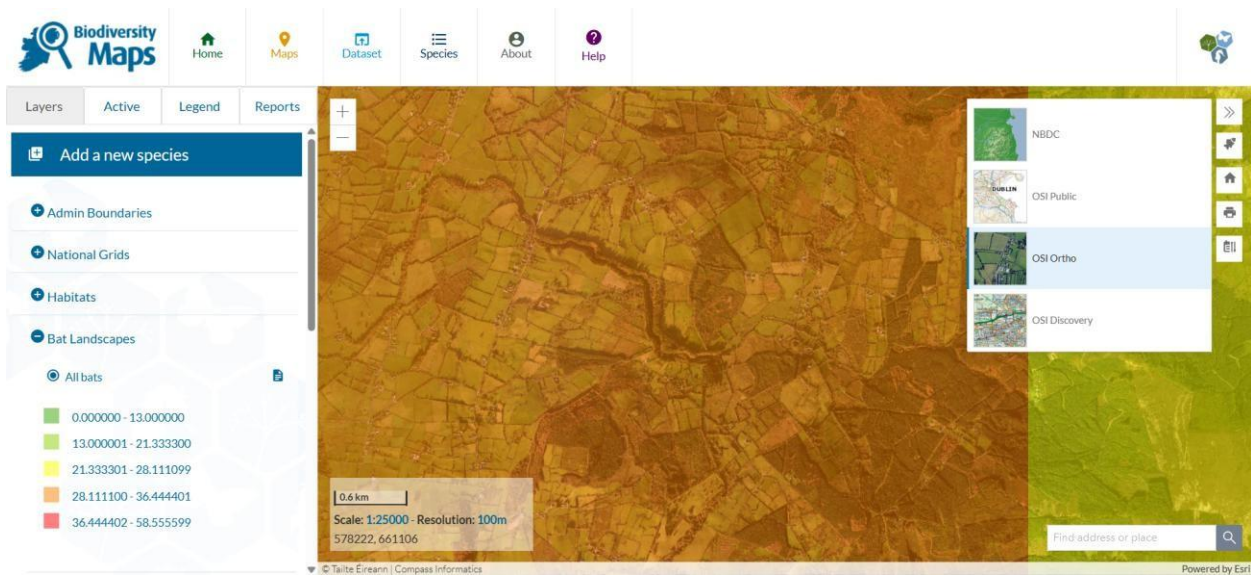 Biodiversity
Maps
Home
Maps
Dataset
Species
About
Help
Layers
Active
Legend
Reports
Add a new species
Admin Boundaries
National Grids
Habitats
Bat Landscapes
All bats
0.000000 - 13.000000
13.000001 - 21.333300
21.333301 - 28.111099
28.111100 - 36.444401
36.444402 - 58.555599
NBDC
DUBLIN
OSI Public
OSI Ortho
OSI Discovery
0.6 km
Scale: 1:25000 - Resolution: 100m
578222, 661106
Find address or place
© Tailte Éireann | Compass Informatics
Powered by Esri